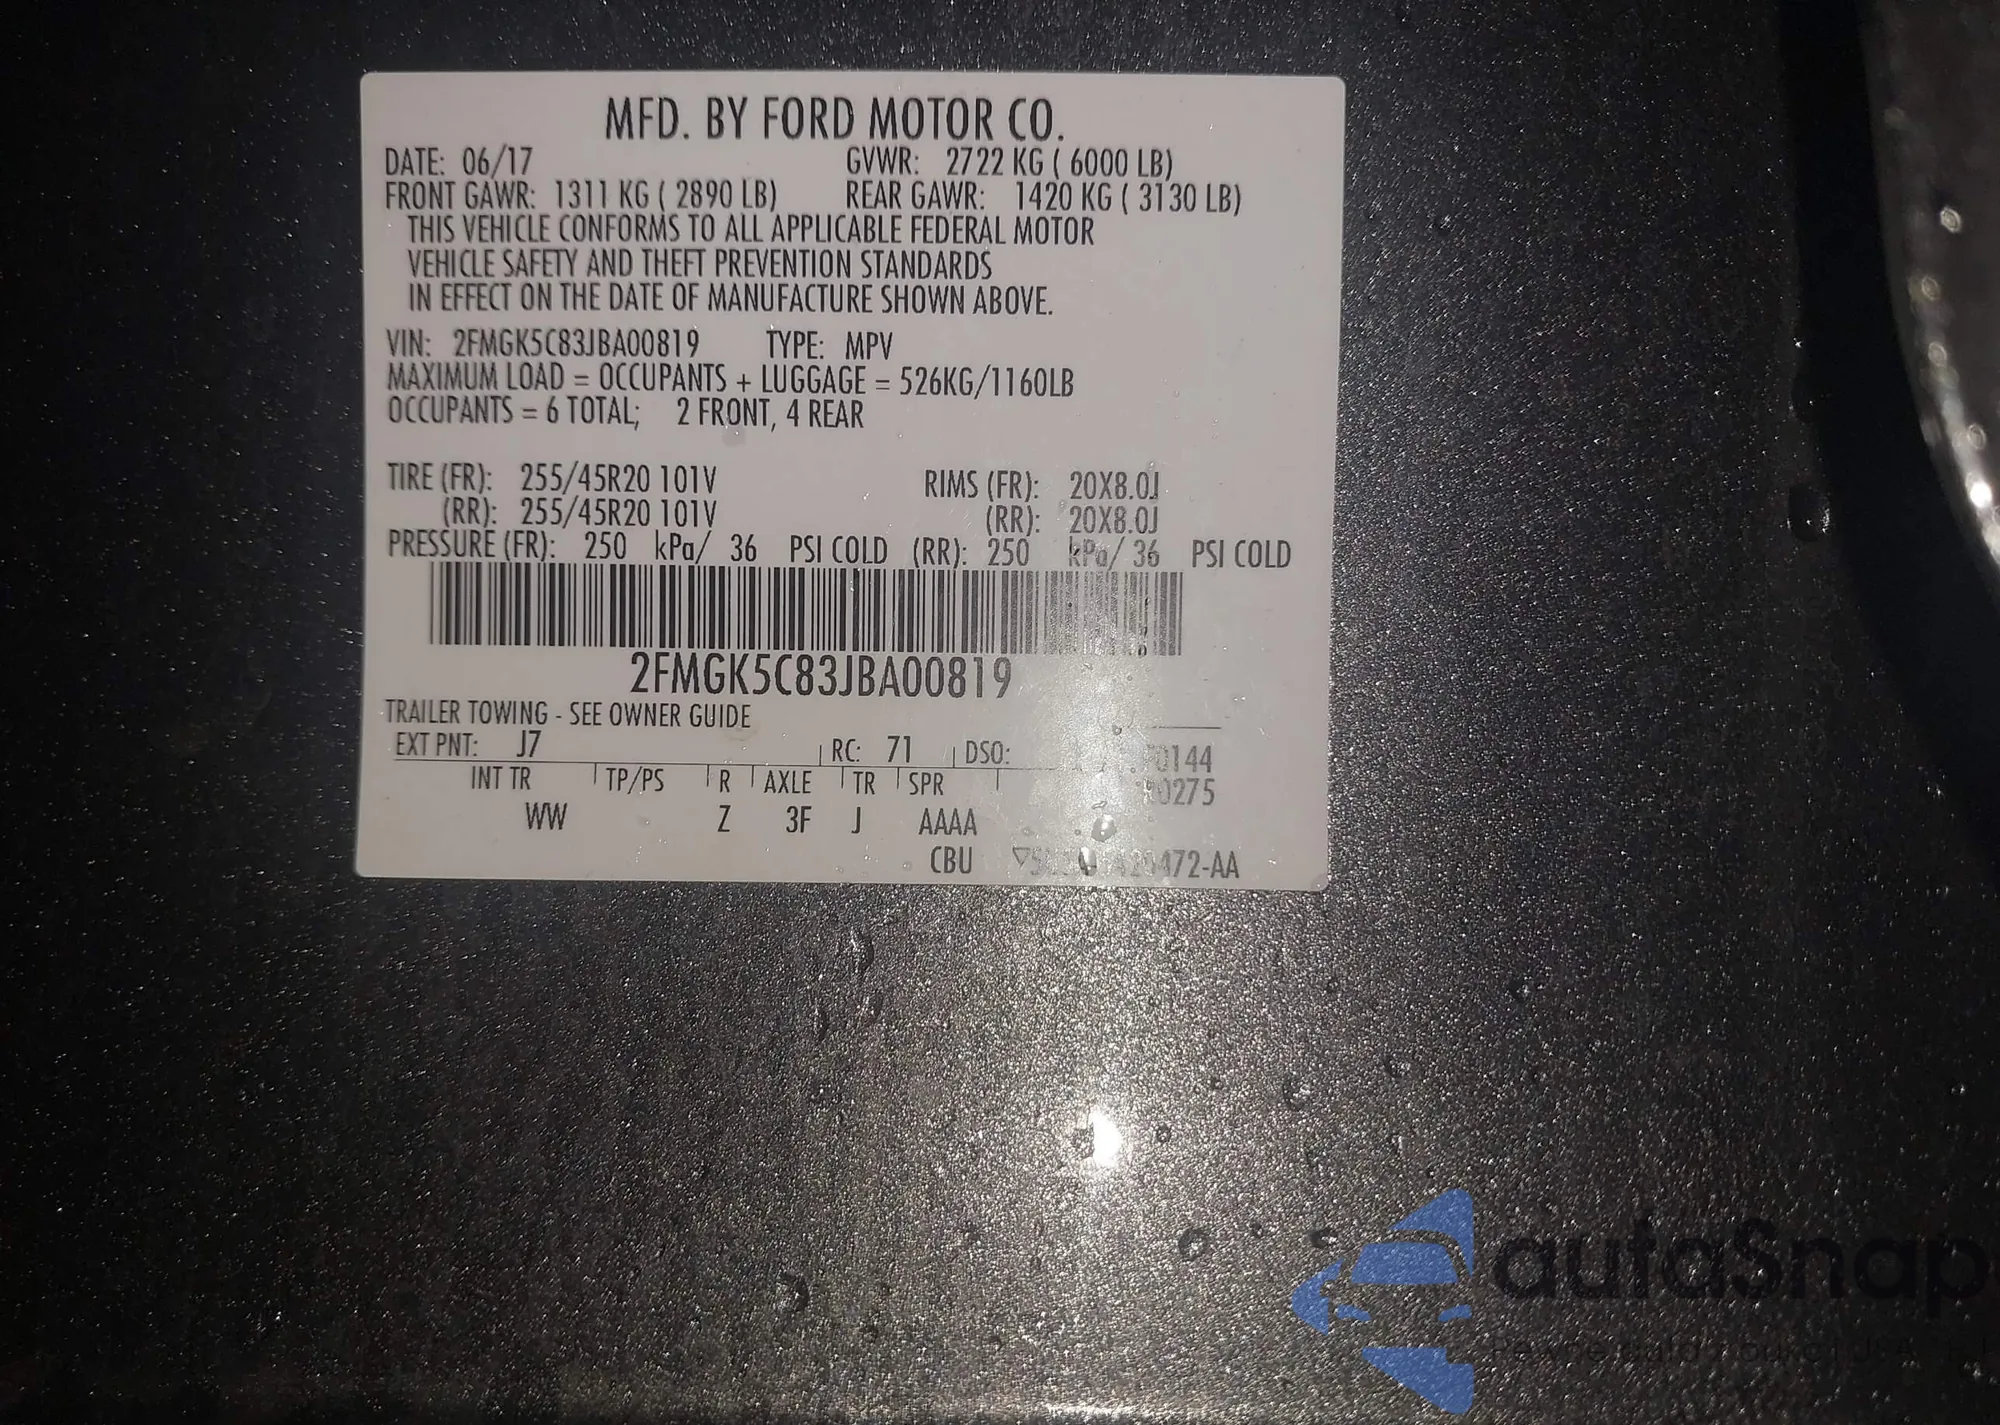 MFD. BY FORD MOTOR CO.
DATE: 06/17 GVWR: 2722 KG ( 6000 LB)
FRONT GAWR: 1311 KG ( 2890 LB) REAR GAWR: 1420 KG ( 3130 LB)
THIS VEHICLE CONFORMS TO ALL APPLICABLE FEDERAL MOTOR
VEHICLE SAFETY AND THEFT PREVENTION STANDARDS
IN EFFECT ON THE DATE OF MANUFACTURE SHOWN ABOVE.
VIN: 2FMGK5C83JBA00819 TYPE: MPV
MAXIMUM LOAD = OCCUPANTS + LUGGAGE = 526KG/1160LB
OCCUPANTS = 6 TOTAL; 2 FRONT, 4 REAR
TIRE (FR): 255/45R20 101V RIMS (FR): 20X8.0J
(RR): 255/45R20 101V (RR): 20X8.0J
PRESSURE (FR): 250 kPa/ 36 PSI COLD (RR): 250 kPa/ 36 PSI COLD
2FMGK5C83JBA00819
TRAILER TOWING - SEE OWNER GUIDE
EXT PNT: J7 RC: 71 DSO:
INT TR TP/PS R AXLE TR SPR
WW Z 3F J AAAA
CBU
autaSnap